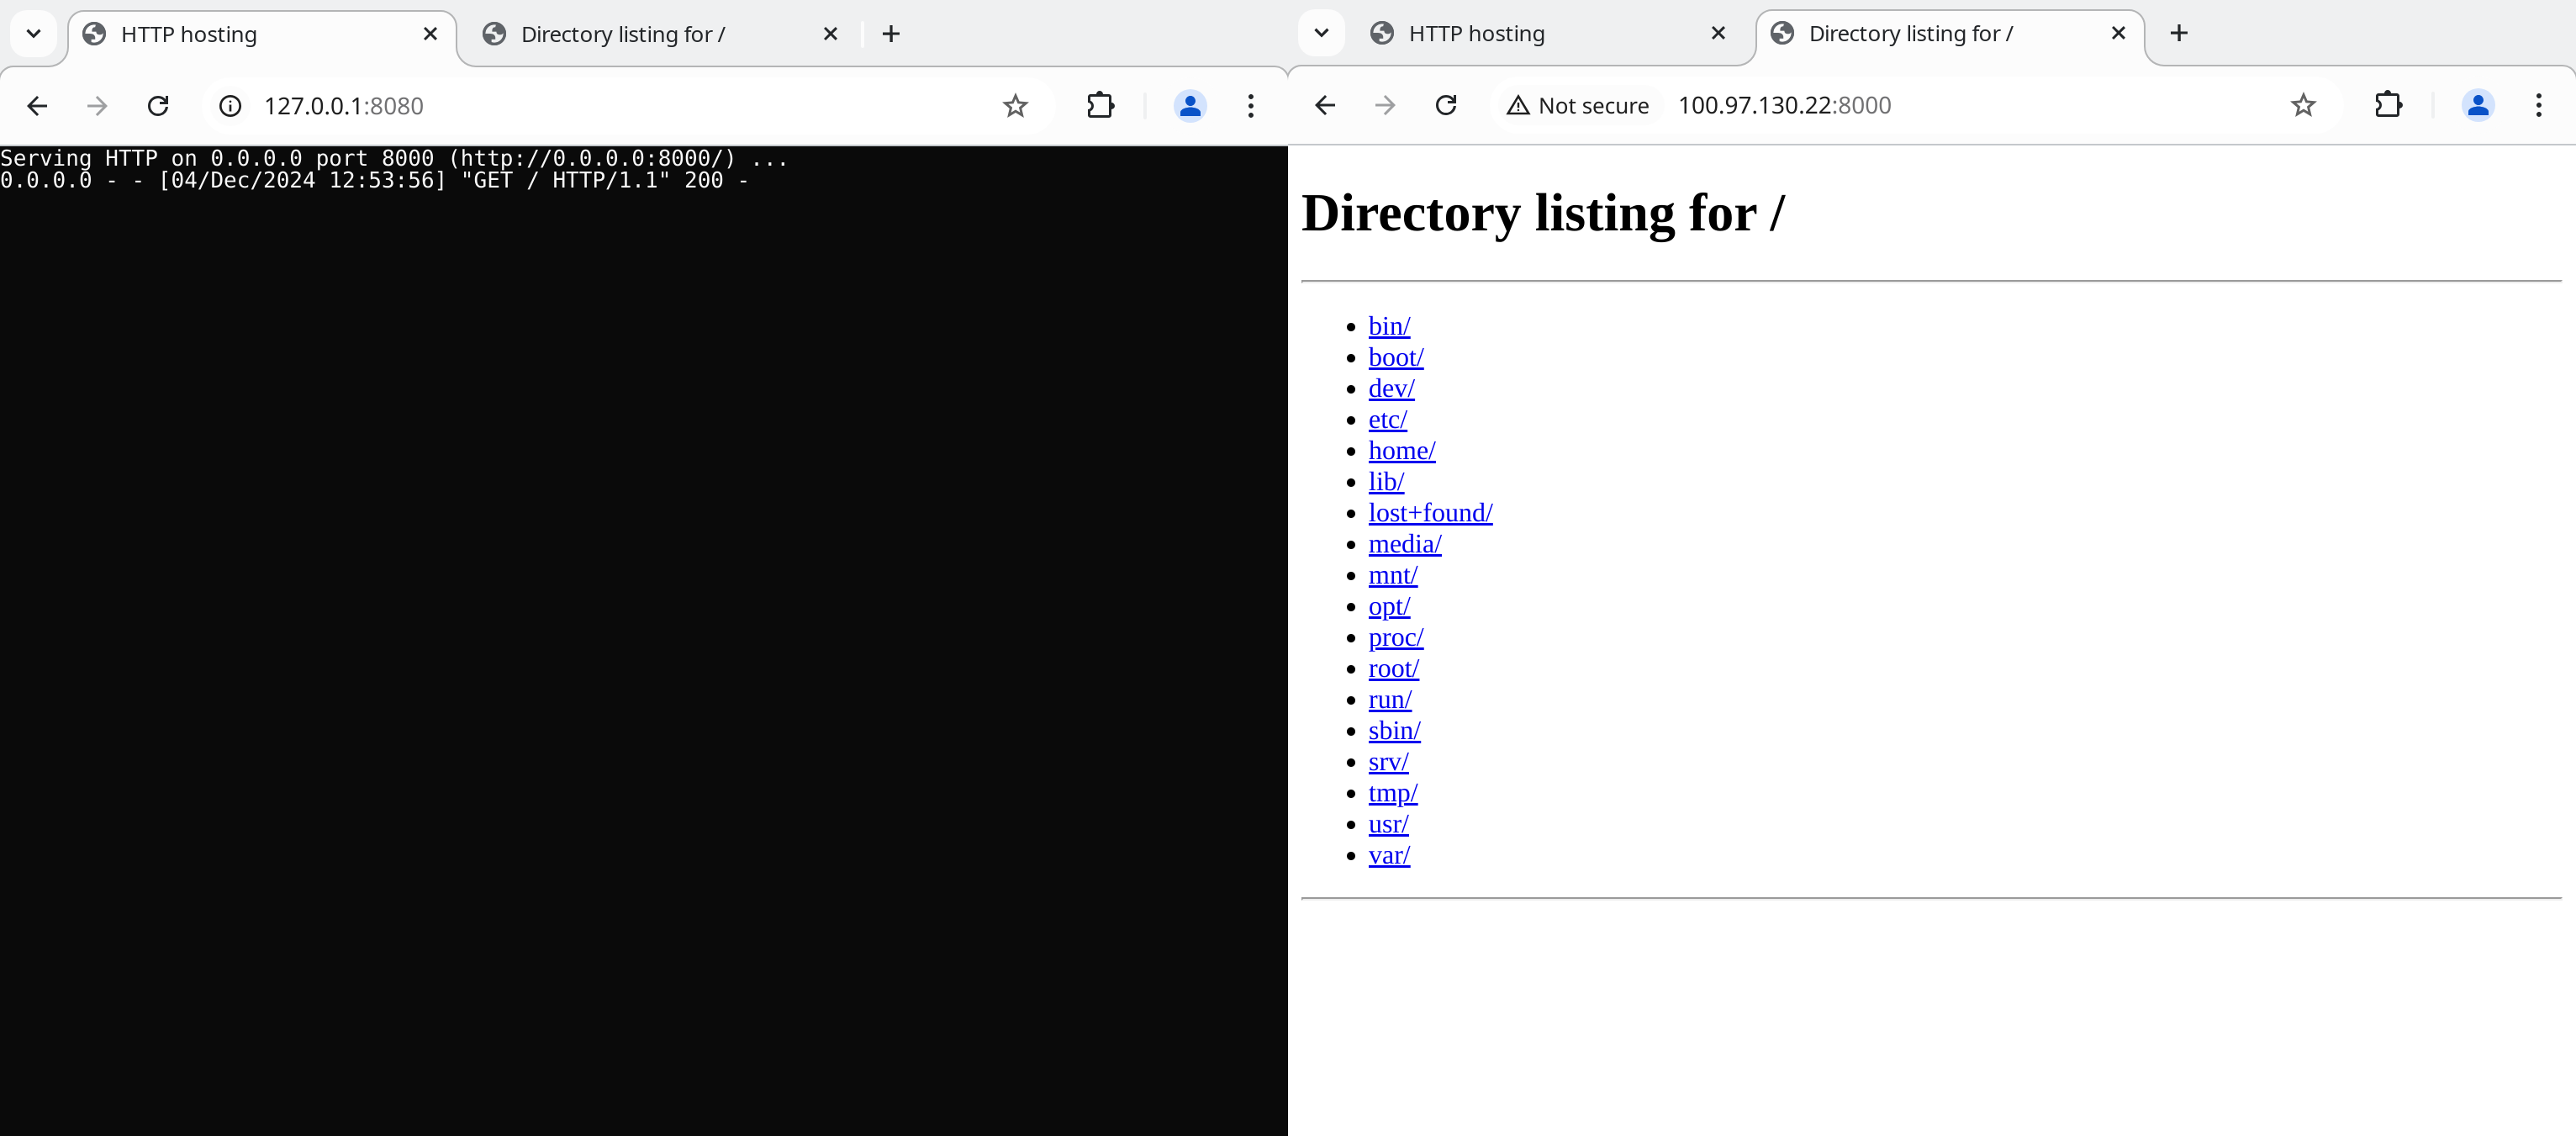 HTTP hosting
Directory listing for /
127.0.0.1:8080
Serving HTTP on 0.0.0.0 port 8000 (http://0.0.0.0:8000/) ...
0.0.0.0 - - [04/Dec/2024 12:53:56] "GET / HTTP/1.1" 200 -
HTTP hosting
Directory listing for /
Not secure
100.97.130.22:8000
Directory listing for /
bin/
boot/
dev/
etc/
home/
lib/
lost+found/
media/
mnt/
opt/
proc/
root/
run/
sbin/
srv/
tmp/
usr/
var/